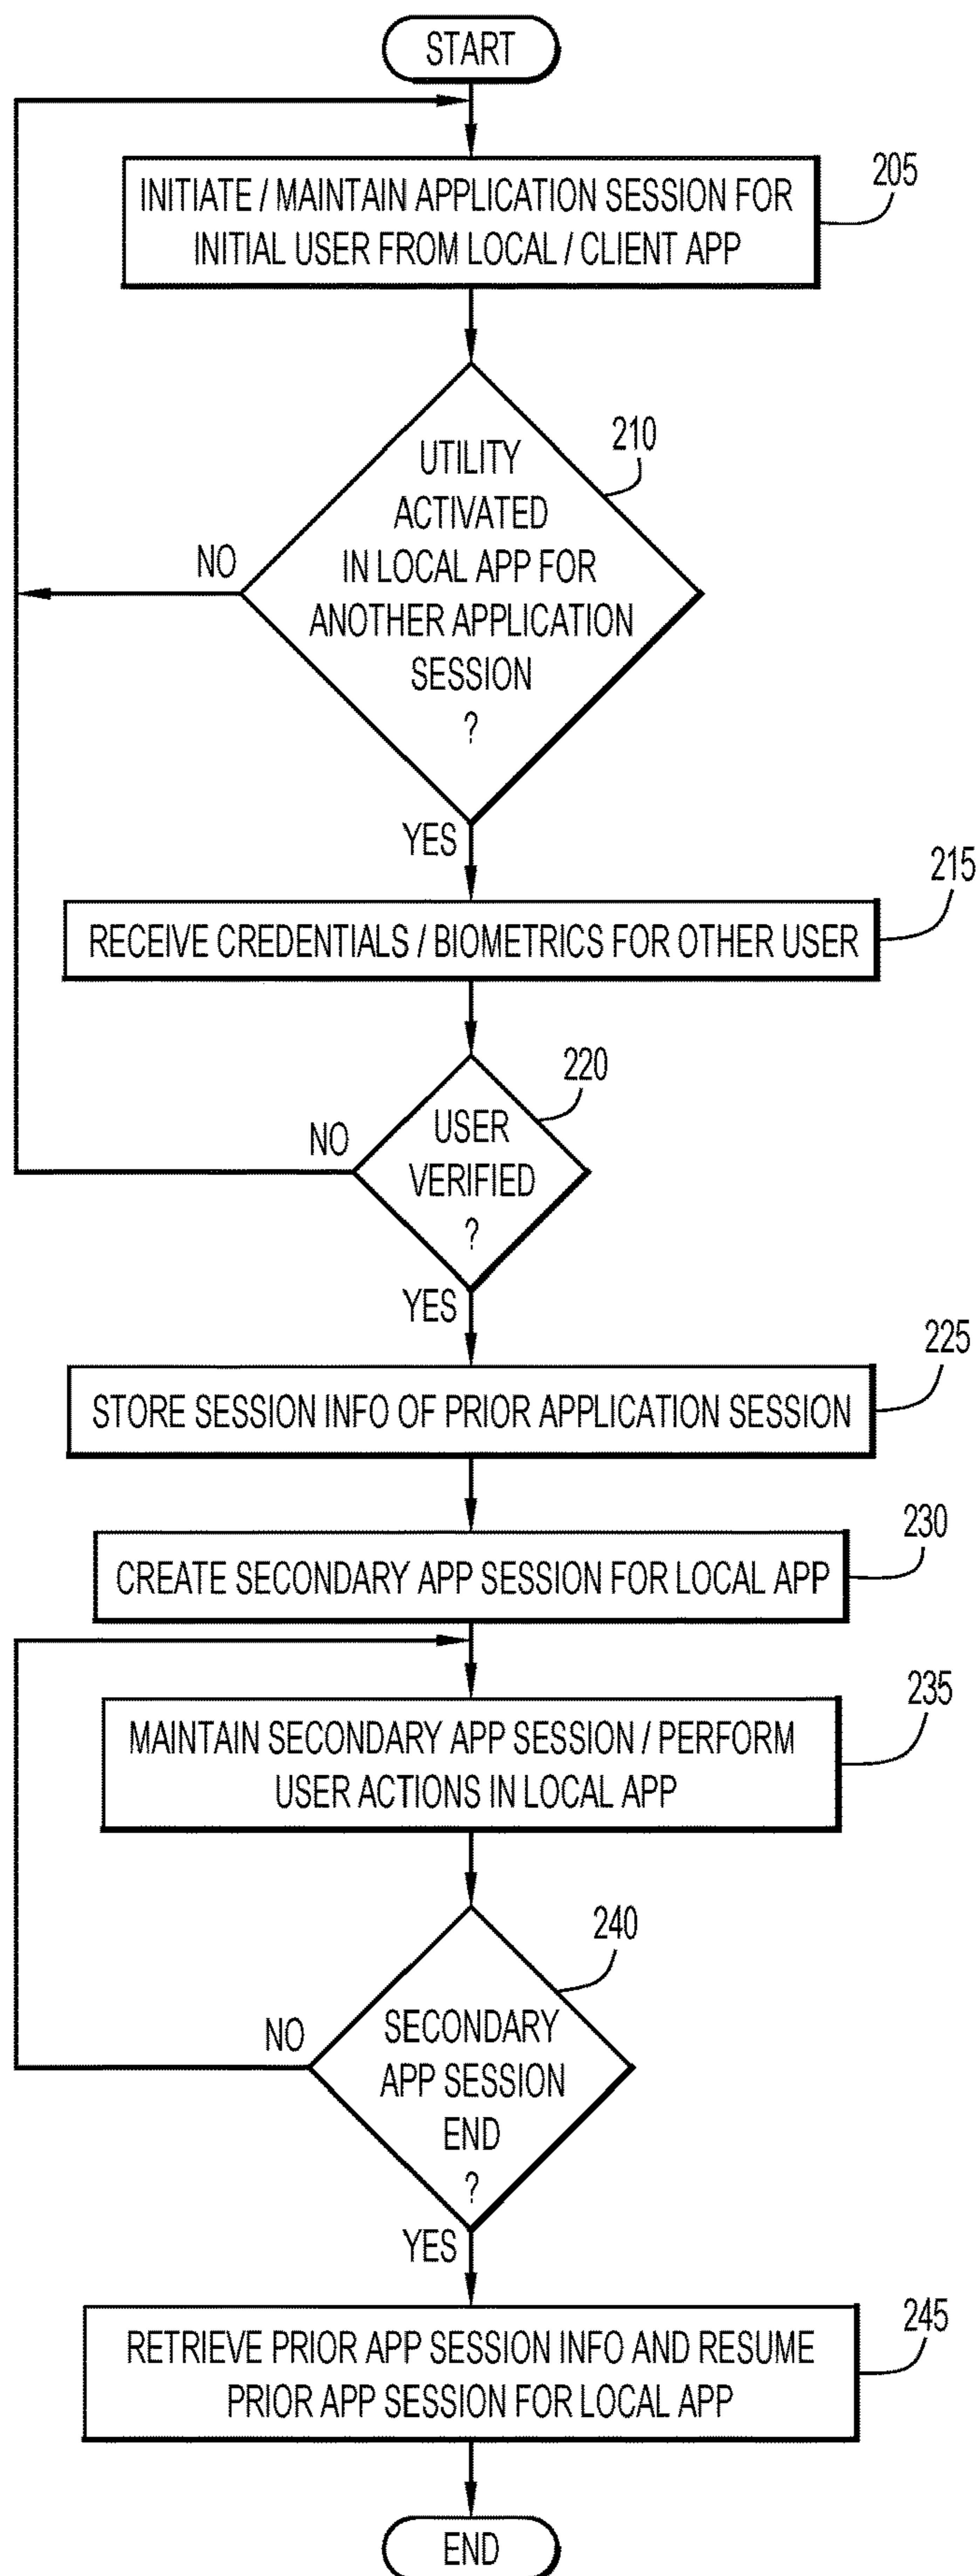 START
INITIATE / MAINTAIN APPLICATION SESSION FOR
INITIAL USER FROM LOCAL / CLIENT APP
205
UTILITY
ACTIVATED
IN LOCAL APP FOR
ANOTHER APPLICATION
SESSION
?
210
NO
YES
RECEIVE CREDENTIALS / BIOMETRICS FOR OTHER USER
215
USER
VERIFIED
?
220
NO
YES
STORE SESSION INFO OF PRIOR APPLICATION SESSION
225
CREATE SECONDARY APP SESSION FOR LOCAL APP
230
MAINTAIN SECONDARY APP SESSION / PERFORM
USER ACTIONS IN LOCAL APP
235
SECONDARY
APP SESSION
END
?
240
NO
YES
RETRIEVE PRIOR APP SESSION INFO AND RESUME
PRIOR APP SESSION FOR LOCAL APP
245
END